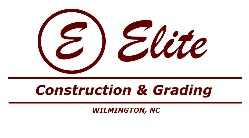 E Elite
Construction & Grading
WILMINGTON, NC